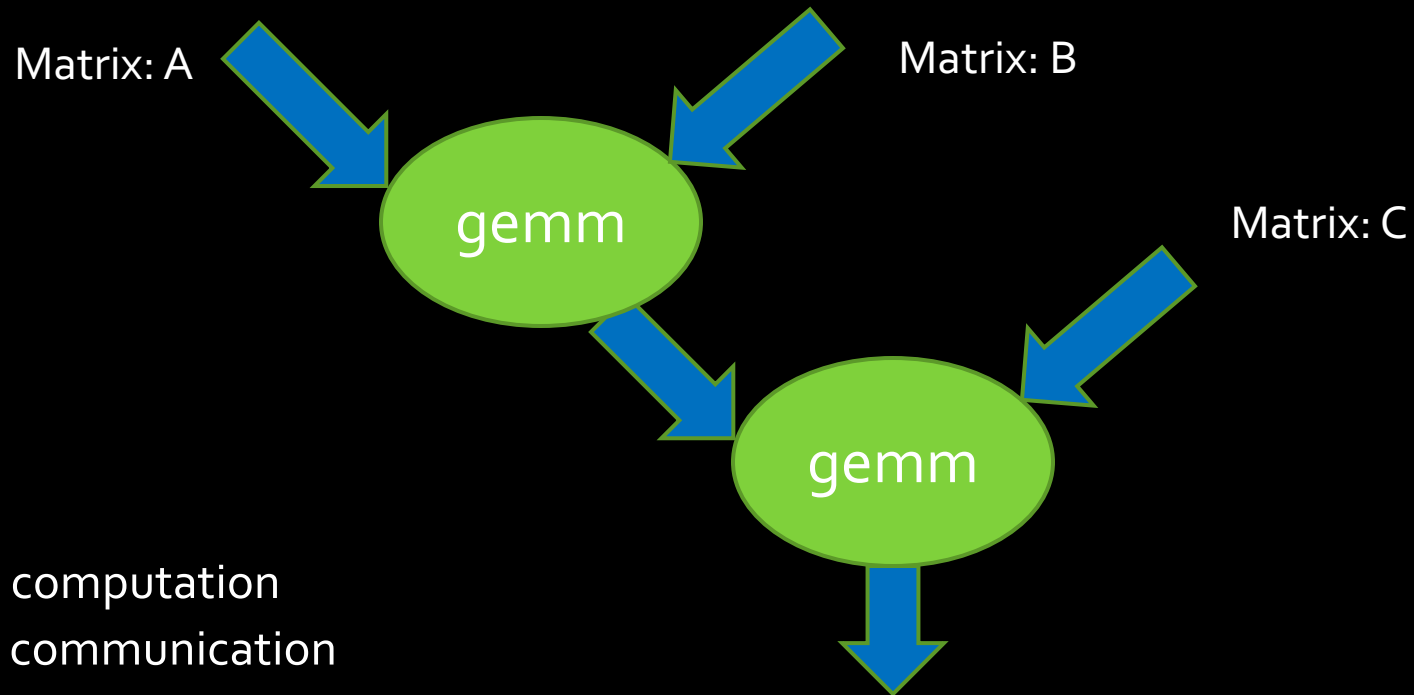 Matrix: A
Matrix: B
gemm
Matrix: C
gemm
computation
communication